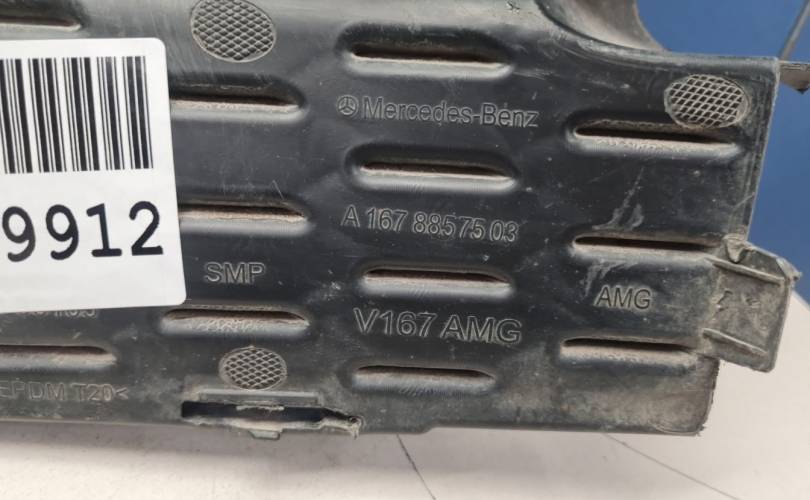 9912
Mercedes-Benz
A 167 885 75 03
SMP
AMG
V167 AMG
EPDM T20<